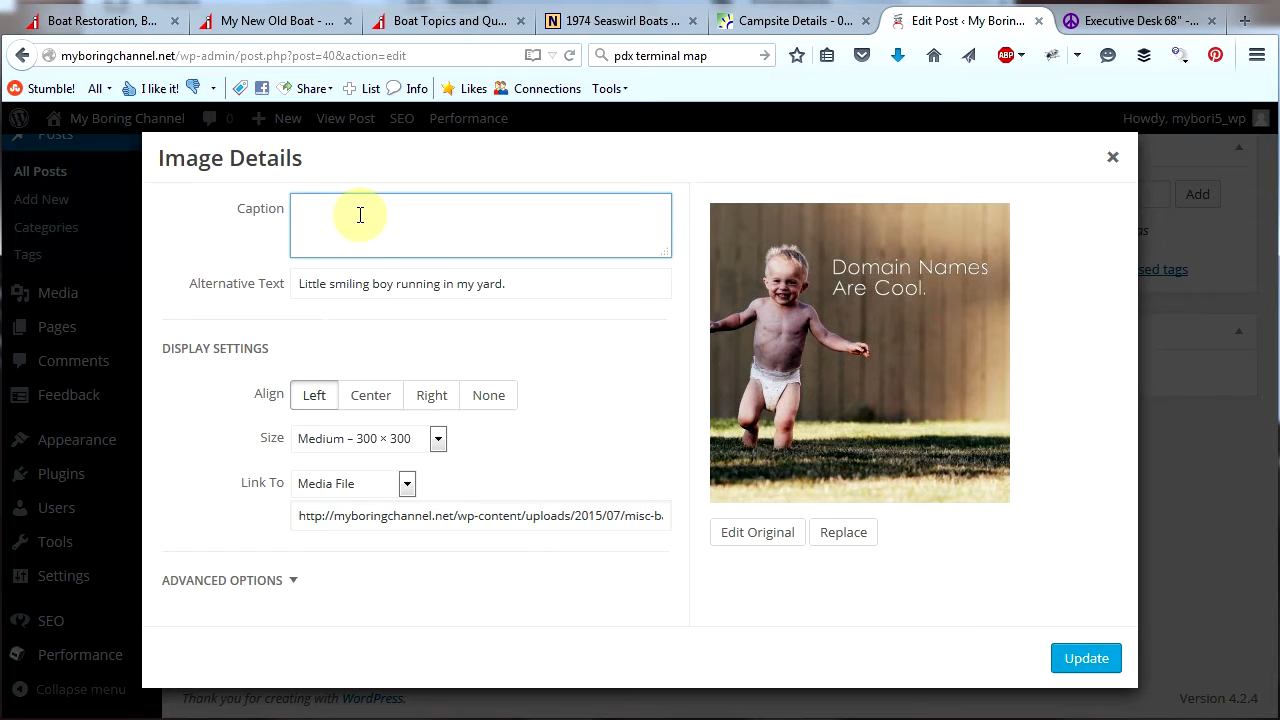 Boat Restoration, B...
My New Old Boat - ...
Boat Topics and Qu...
1974 Seaswirl Boats ...
Campsite Details - 0...
Edit Post ‹ My Boring...
Executive Desk 68" -...
myboringchannel.net/wp-admin/post.php?post=40&action=edit
pdx terminal map
ABP
Stumble!
All
I like it!
Share
List
Info
Likes
Connections
Tools
My Boring Channel
0
New
View Post
SEO
Performance
Howdy, mybori5_wp
Posts
All Posts
Add New
Categories
Tags
Media
Pages
Comments
Feedback
Appearance
Plugins
Users
Tools
Settings
SEO
Performance
Collapse menu
Image Details
Caption
Alternative Text
Little smiling boy running in my yard.
DISPLAY SETTINGS
Align
Left
Center
Right
None
Size
Medium – 300 × 300
Link To
Media File
http://myboringchannel.net/wp-content/uploads/2015/07/misc-b
ADVANCED OPTIONS
Domain Names
Are Cool.
Edit Original
Replace
Update
Add
sed tags
Thank you for creating with WordPress.
Version 4.2.4